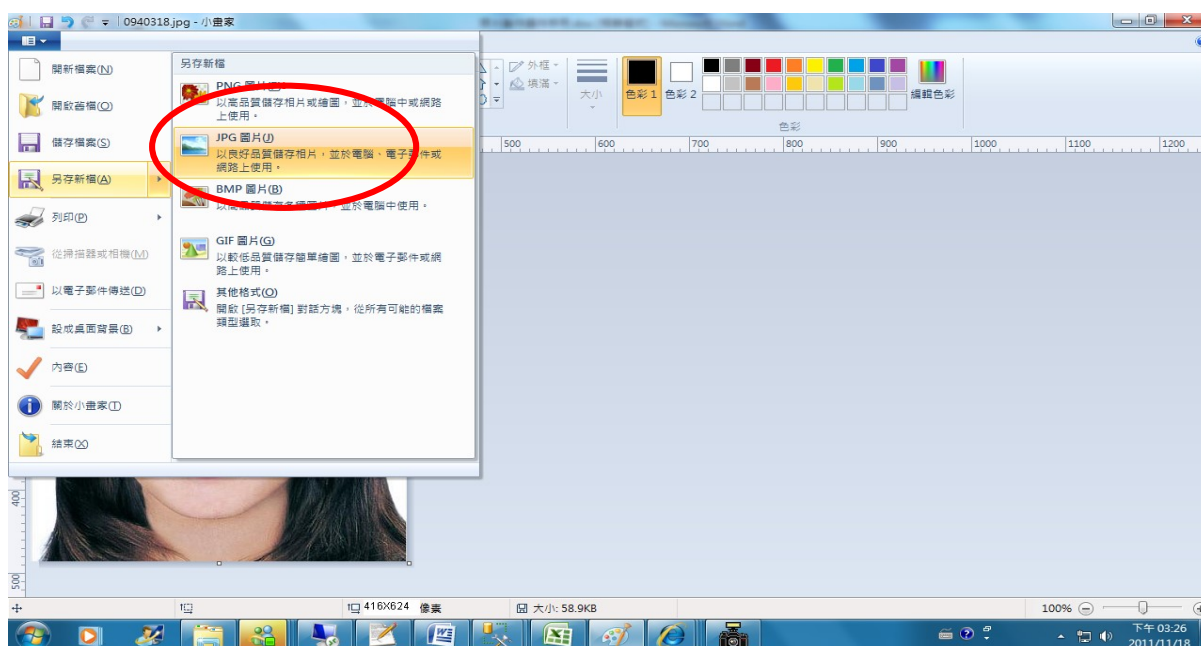 0940318.jpg - 小畫家
開新檔案(N)
開啟舊檔(O)
儲存檔案(S)
另存新檔(A)
列印(P)
從掃描器或相機(M)
以電子郵件傳送(D)
設成桌面背景(B)
內容(E)
關於小畫家(T)
結束(X)
另存新檔
PNG 圖片(P)
以高品質儲存相片或繪圖，並於電腦中或網路
上使用。
JPG 圖片(J)
以良好品質儲存相片，並於電腦、電子郵件或
網路上使用。
BMP 圖片(B)
以高品質儲存各種圖片，並於電腦中使用。
GIF 圖片(G)
以較低品質儲存簡單繪圖，並於電子郵件或網
路上使用。
其他格式(O)
開啟 [另存新檔] 對話方塊，從所有可能的檔案
類型選取。
外框
填滿
大小
色彩 1
色彩 2
編輯色彩
色彩
500 600 700 800 900 1000 1100 1200
400
500
416X624 像素
大小: 58.9KB
100%
下午 03:26
2011/11/18